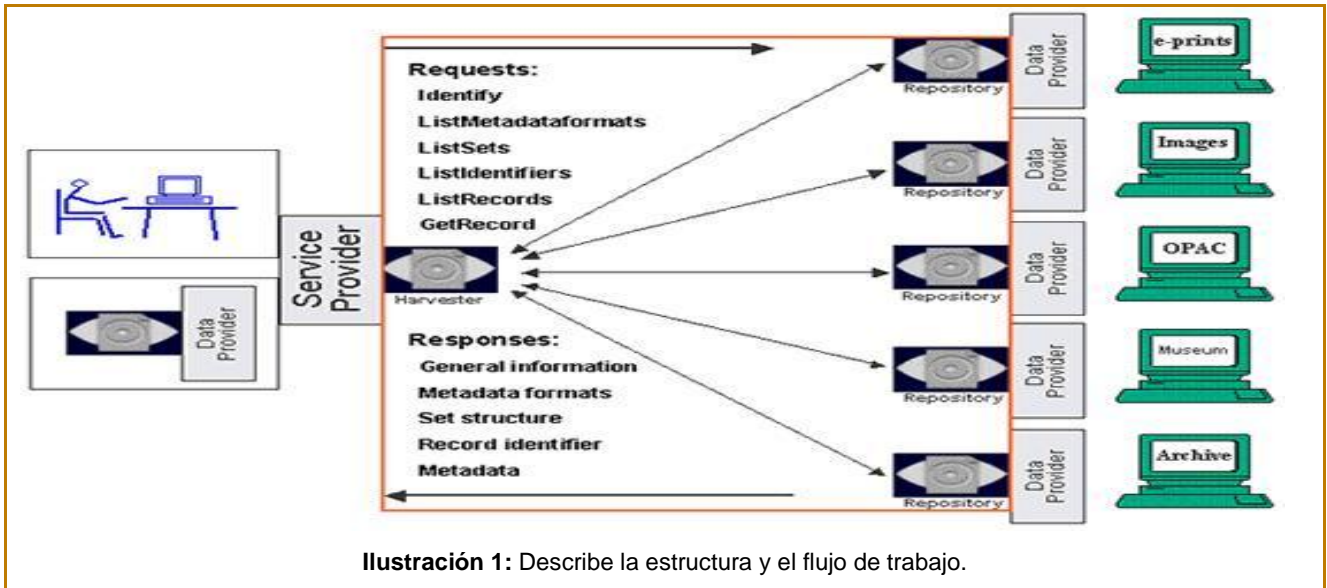 Requests:
Identify
ListMetadataformats
ListSets
ListIdentifiers
ListRecords
GetRecord
Service
Provider
Harvester
Data
Provider
Responses:
General information
Metadata formats
Set structure
Record identifier
Metadata
Repository
Data
Provider
e-prints
Repository
Data
Provider
Images
Repository
Data
Provider
OPAC
Repository
Data
Provider
Museum
Repository
Data
Provider
Archive
Ilustración 1: Describe la estructura y el flujo de trabajo.